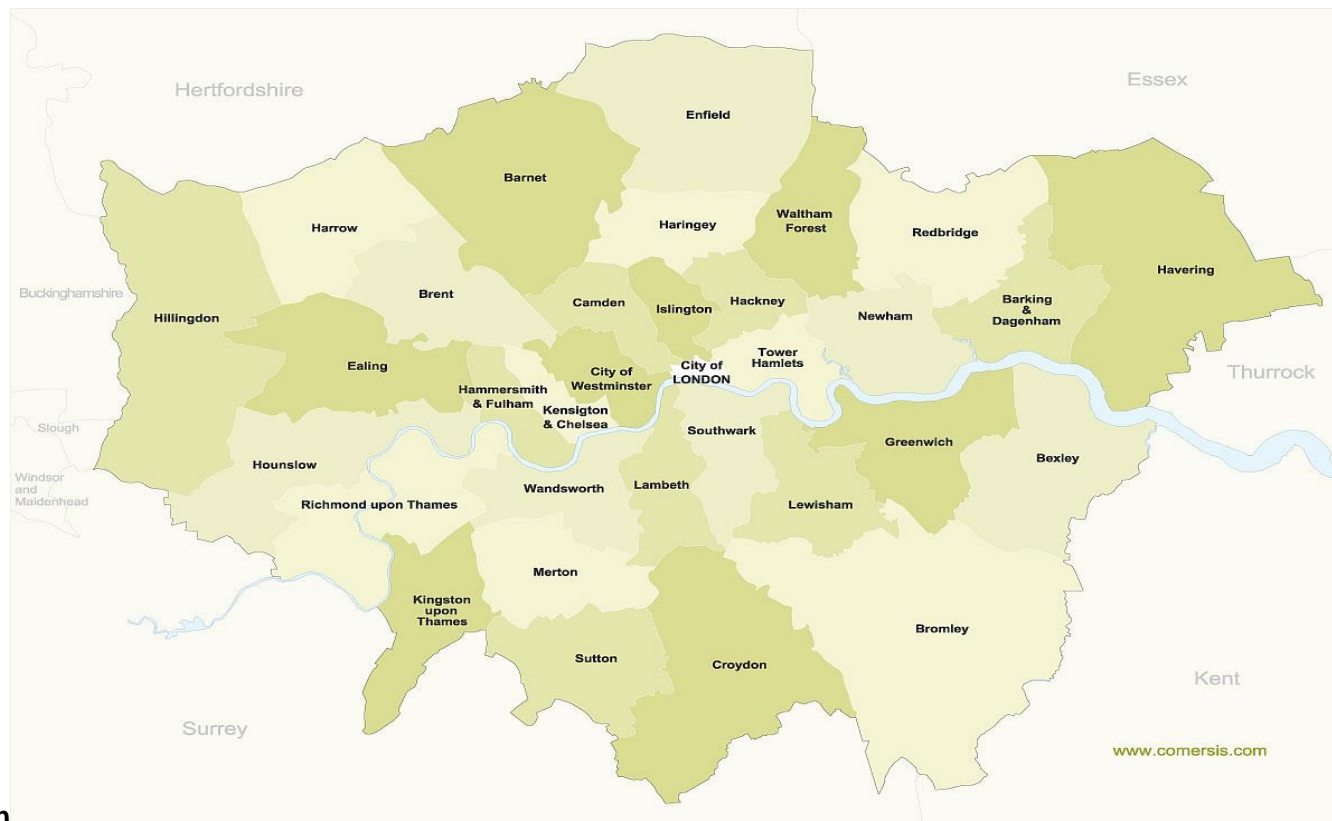 Hertfordshire
Essex
Enfield
Barnet
Waltham
Forest
Harrow
Haringey
Redbridge
Havering
Buckinghamshire
Brent
Camden
Islington
Hackney
Barking
&
Dagenham
Hillingdon
Newham
Ealing
City of
Westminster
City of
LONDON
Tower
Hamlets
Thurrock
Hammersmith
& Fulham
Kensigton
& Chelsea
Slough
Southwark
Greenwich
Bexley
Hounslow
Windsor
and
Maidenhead
Richmond upon Thames
Wandsworth
Lambeth
Lewisham
Merton
Kingston
upon
Thames
Bromley
Sutton
Croydon
Kent
Surrey
www.comersis.com